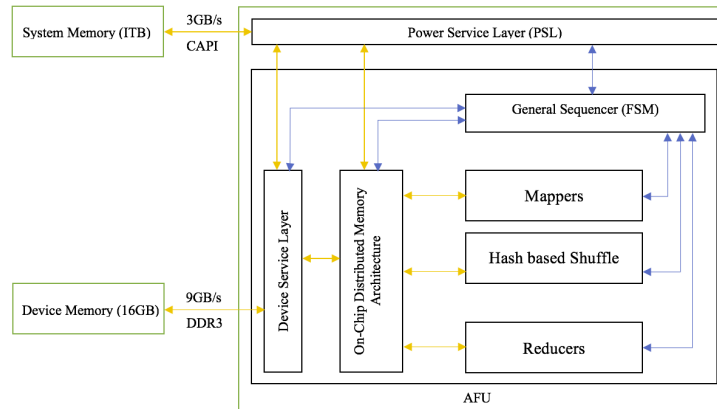 System Memory (ITB)
3GB/s
CAPI
Power Service Layer (PSL)
General Sequencer (FSM)
Device Service Layer
On-Chip Distributed Memory
Architecture
Mappers
Hash based Shuffle
Reducers
Device Memory (16GB)
9GB/s
DDR3
AFU